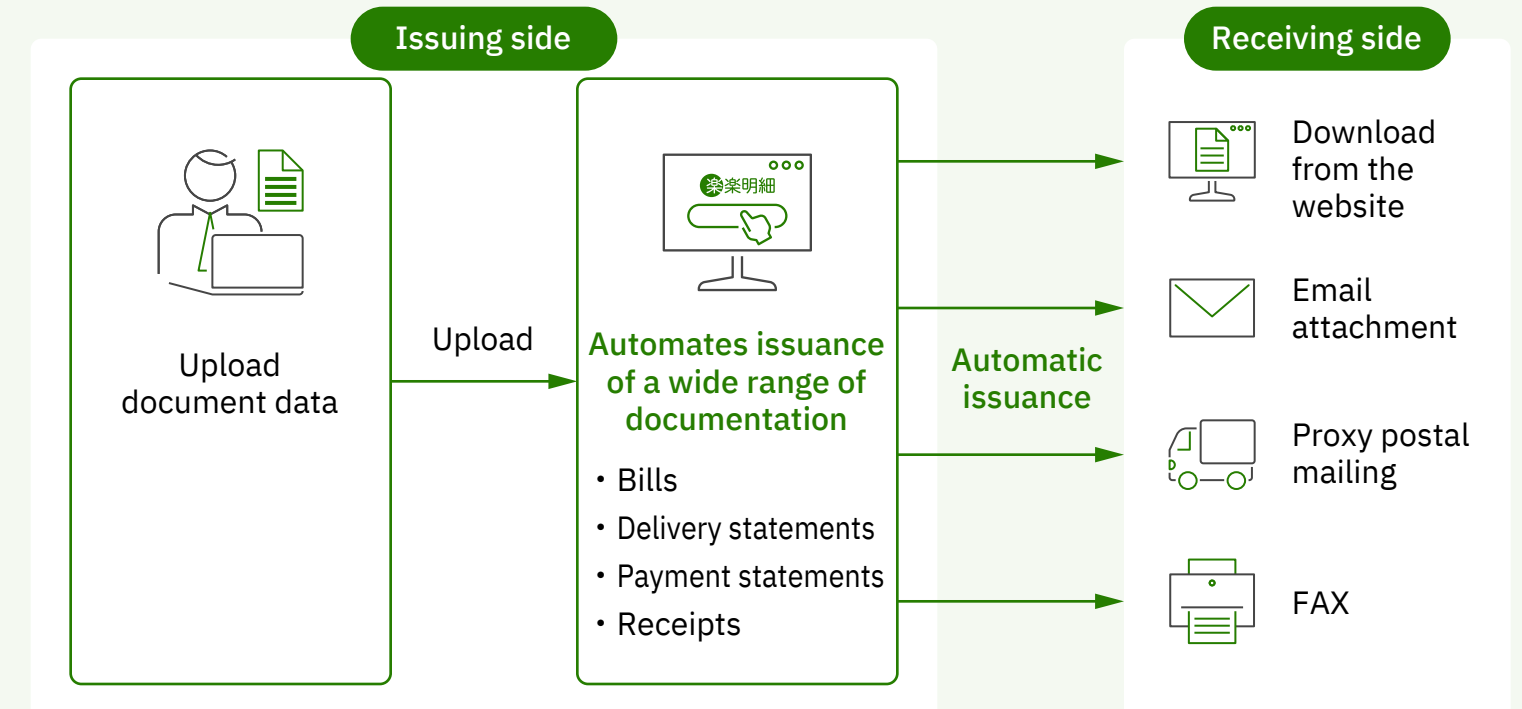 Issuing side
Receiving side
Upload
document data
Upload
楽楽明細
Automates issuance
of a wide range of
documentation
・Bills
・Delivery statements
・Payment statements
・Receipts
Automatic
issuance
Download
from the
website
Email
attachment
Proxy postal
mailing
FAX